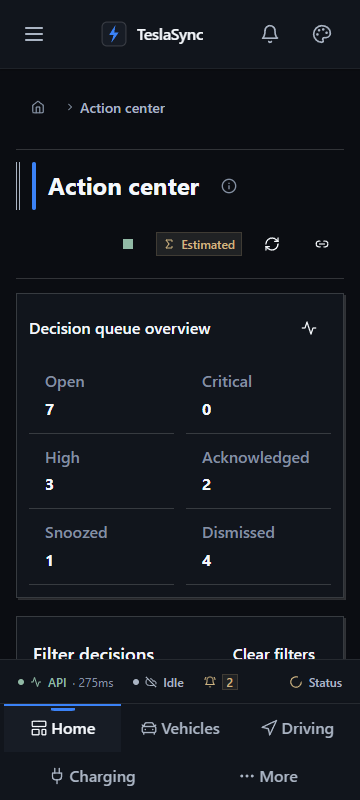 TeslaSync
Action center
Action center
Σ Estimated
Decision queue overview
Open
Critical
7
0
High
Acknowledged
3
2
Snoozed
Dismissed
1
4
Filter decisions
Clear filters
API · 275ms
Idle
2
Status
Home
Vehicles
Driving
Charging
More